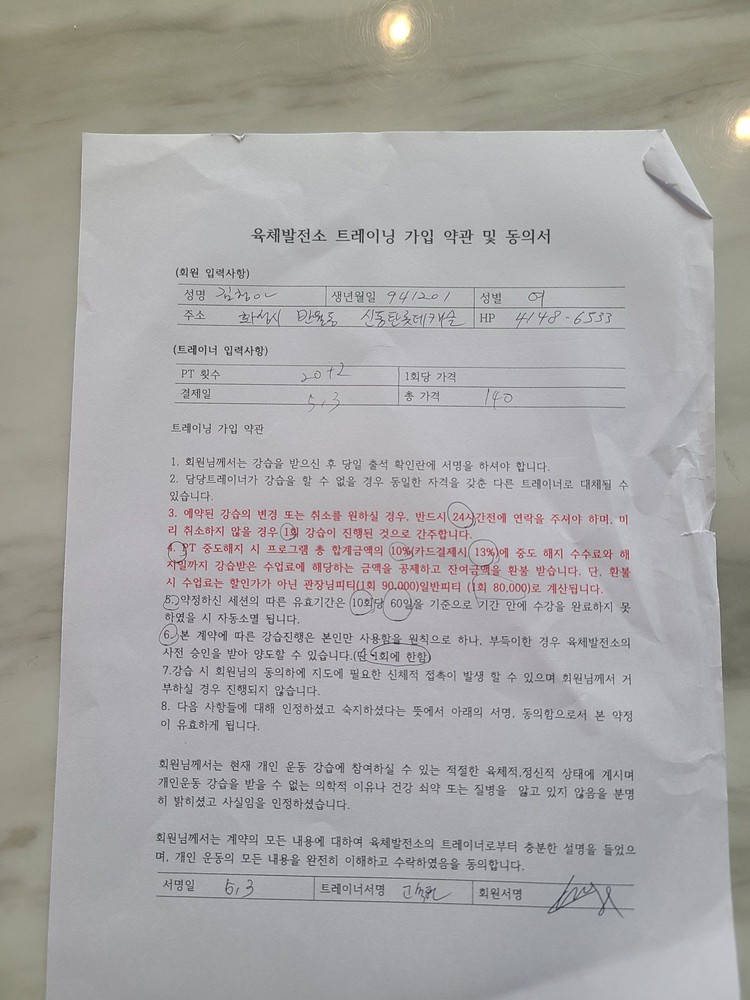 육체발전소 트레이닝 가입 약관 및 동의서
(회원 입력사항)
성명 생년월일 941201 성별 여
주소 화성시 반월동 신동탄롯데캐슬 HP 4148-6533
(트레이너 입력사항)
PT 횟수 20+2 1회당 가격
결제일 5,3 총 가격 140
트레이닝 가입 약관
1. 회원님께서는 강습을 받으신 후 당일 출석 확인란에 서명을 하셔야 합니다.
2. 담당트레이너가 강습을 할 수 없을 경우 동일한 자격을 갖춘 다른 트레이너로 대체될 수
있습니다.
3. 예약된 강습의 변경 또는 취소를 원하실 경우, 반드시 24시간전에 연락을 주셔야 하며, 미
리 취소하지 않을 경우 1회 강습이 진행된 것으로 간주합니다.
4. PT 중도해지 시 프로그램 총 합계금액의 10%(카드결제시 13%)에 중도 해지 수수료와 해
지일까지 강습받은 수업료에 해당하는 금액을 공제하고 잔여금액을 환불 받습니다. 단, 환불
시 수업료는 할인가가 아닌 관장님피티(1회 90,000)일반피티 (1회 80,000)로 계산됩니다.
5. 약정하신 세션의 따른 유효기간은 10회당 60일을 기준으로 기간 안에 수강을 완료하지 못
하였을 시 자동소멸 됩니다.
6. 본 계약에 따른 강습진행은 본인만 사용함을 원칙으로 하나, 부득이한 경우 육체발전소의
사전 승인을 받아 양도할 수 있습니다.(단 1회에 한함)
7.강습 시 회원님의 동의하에 지도에 필요한 신체적 접촉이 발생 할 수 있으며 회원님께서 거
부하실 경우 진행되지 않습니다.
8. 다음 사항들에 대해 인정하셨고 숙지하셨다는 뜻에서 아래의 서명, 동의함으로서 본 약정
이 유효하게 됩니다.
회원님께서는 현재 개인 운동 강습에 참여하실 수 있는 적절한 육체적,정신적 상태에 계시며
개인운동 강습을 받을 수 없는 의학적 이유나 건강 쇠약 또는 질병을 앓고 있지 않음을 분명
히 밝히셨고 사실임을 인정하셨습니다.
회원님께서는 계약의 모든 내용에 대하여 육체발전소의 트레이너로부터 충분한 설명을 들었으
며, 개인 운동의 모든 내용을 완전히 이해하고 수락하였음을 동의합니다.
서명일 5,3 트레이너서명 회원서명